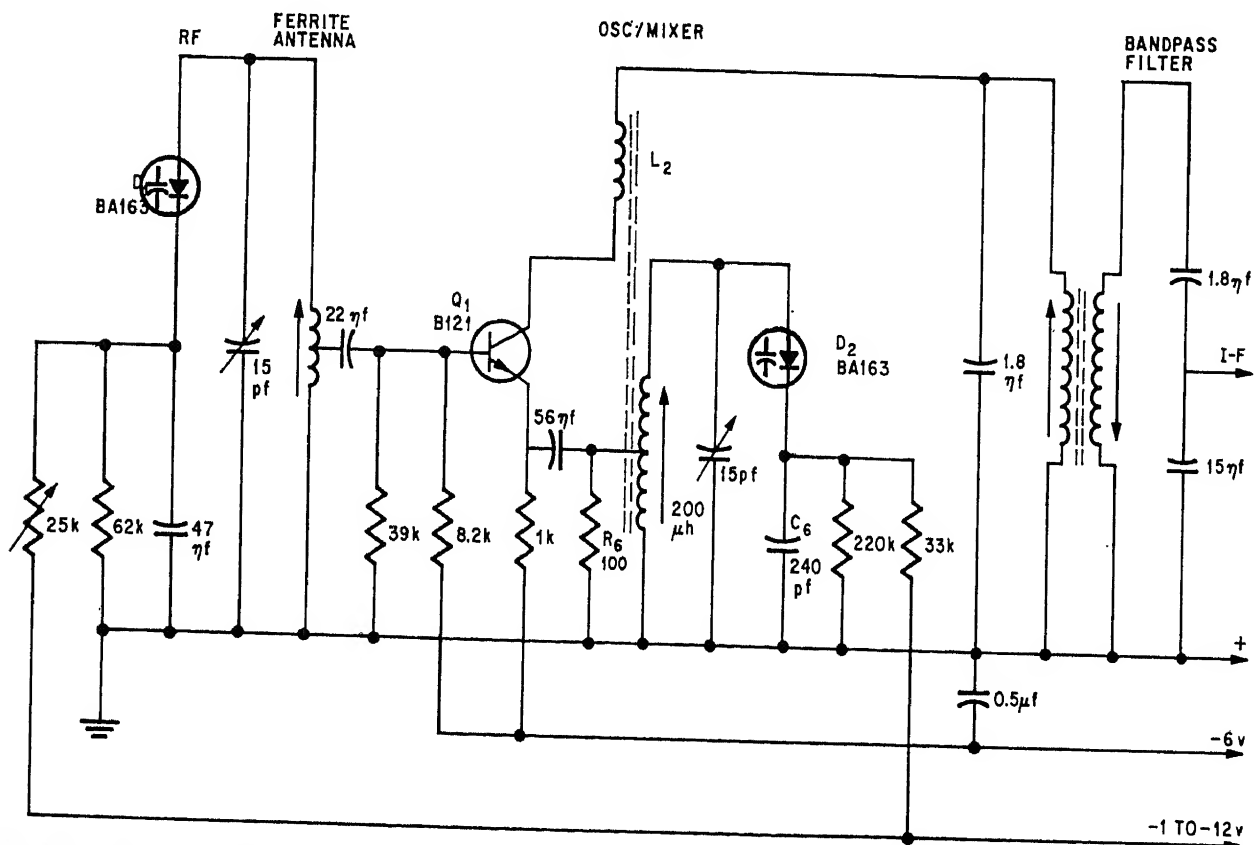 RF
FERRITE
ANTENNA
OSC/MIXER
BANDPASS
FILTER
D
BA163
15
pf
22 ηf
Q1
B121
L2
D2
BA163
1.8
ηf
1.8ηf
I-F
15ηf
56ηf
200
μh
15pf
C6
240
pf
220k
33k
25k
62k
47
ηf
39k
8.2k
1k
R6
100
+
0.5μf
-6v
-1 TO -12v